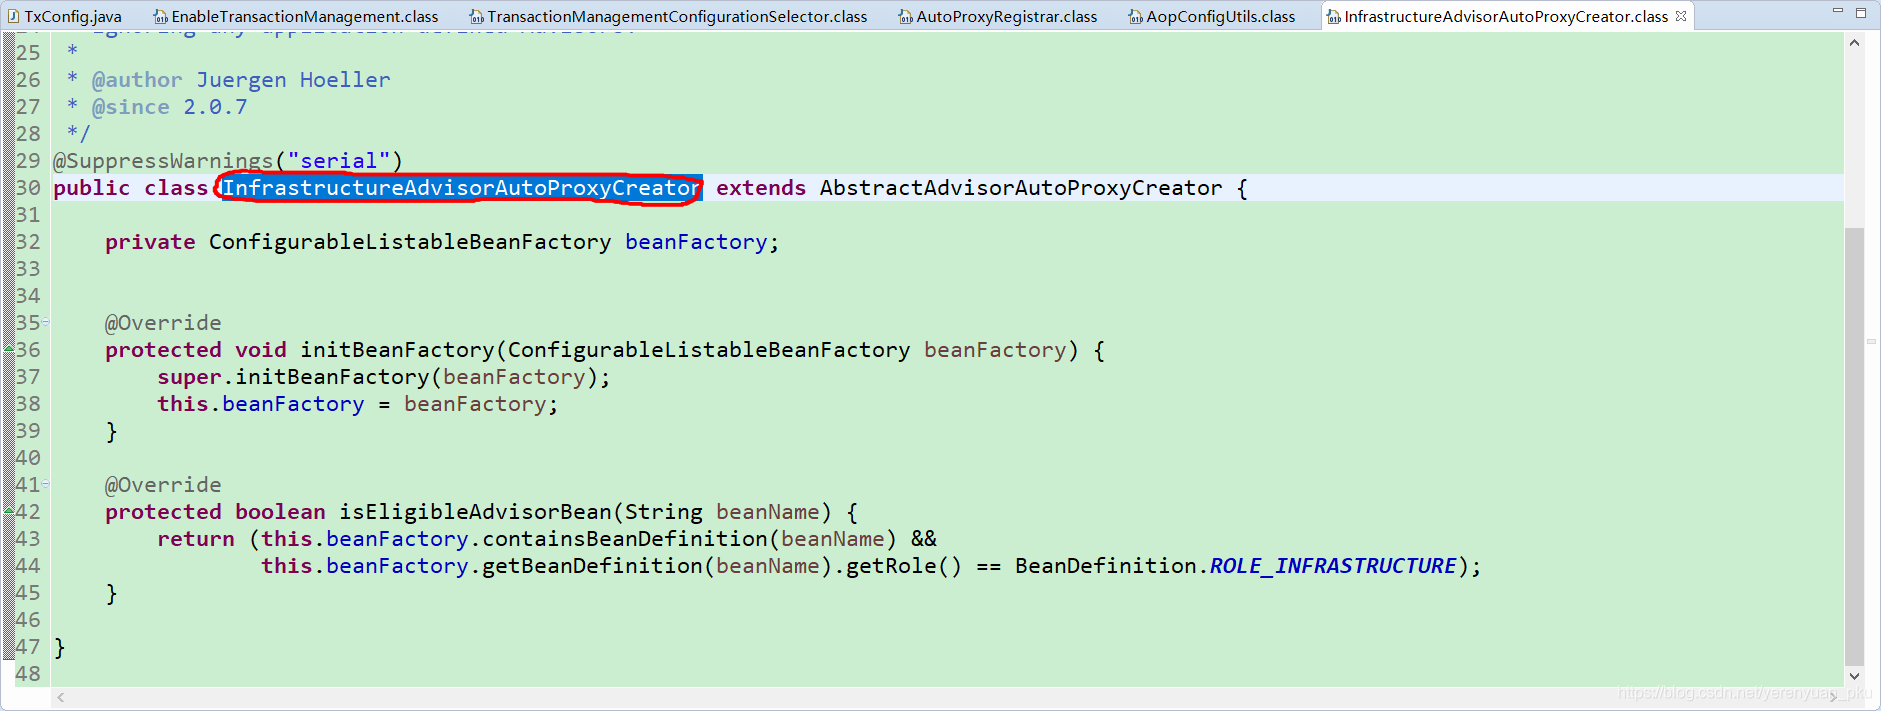 TxConfig.java EnableTransactionManagement.class TransactionManagementConfigurationSelector.class AutoProxyRegistrar.class AopConfigUtils.class InfrastructureAdvisorAutoProxyCreator.class
25 *
26 * @author Juergen Hoeller
27 * @since 2.0.7
28 */
29 @SuppressWarnings("serial")
30 public class InfrastructureAdvisorAutoProxyCreator extends AbstractAdvisorAutoProxyCreator {
31
32 private ConfigurableListableBeanFactory beanFactory;
33
34
35 @Override
36 protected void initBeanFactory(ConfigurableListableBeanFactory beanFactory) {
37 super.initBeanFactory(beanFactory);
38 this.beanFactory = beanFactory;
39 }
40
41 @Override
42 protected boolean isEligibleAdvisorBean(String beanName) {
43 return (this.beanFactory.containsBeanDefinition(beanName) &&
44 this.beanFactory.getBeanDefinition(beanName).getRole() == BeanDefinition.ROLE_INFRASTRUCTURE);
45 }
46
47 }
48
https://blog.csdn.net/yerenyuan_pku